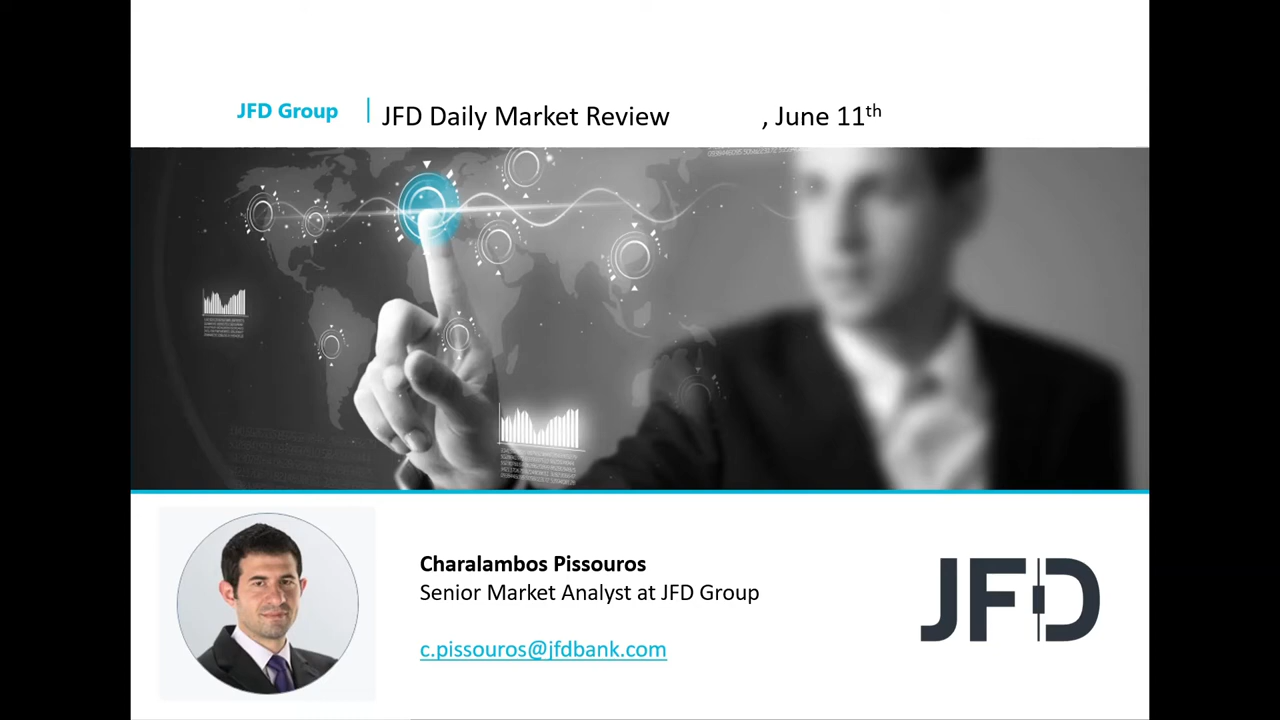 JFD Group
JFD Daily Market Review , June 11th
Charalambos Pissouros
Senior Market Analyst at JFD Group
c.pissouros@jfdbank.com
JFD